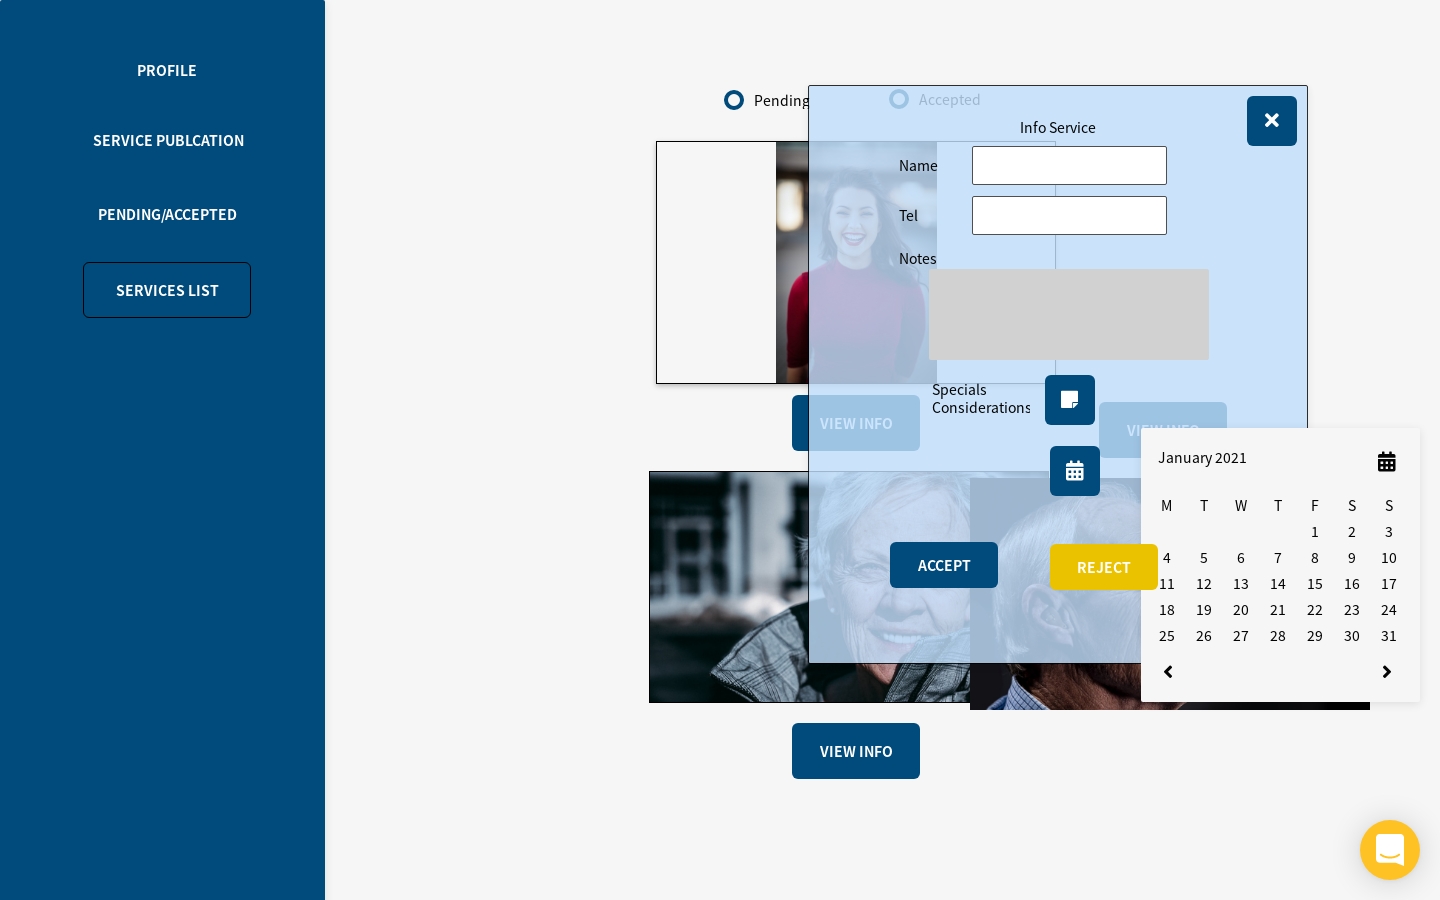 PROFILE
SERVICE PUBLCATION
PENDING/ACCEPTED
SERVICES LIST
Pending
Accepted
Info Service
Name
Tel
Notes
Specials
Considerations
VIEW INFO
VIEW INFO
ACCEPT
REJECT
January 2021
M T W T F S S
1 2 3
4 5 6 7 8 9 10
11 12 13 14 15 16 17
18 19 20 21 22 23 24
25 26 27 28 29 30 31
VIEW INFO